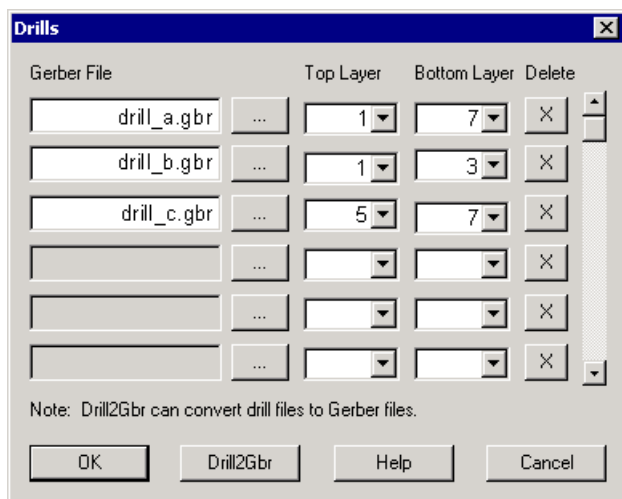 Drills
Gerber File Top Layer Bottom Layer Delete
drill_a.gbr ... 1 7 X
drill_b.gbr ... 1 3 X
drill_c.gbr ... 5 7 X
... X
... X
... X
Note: Drill2Gbr can convert drill files to Gerber files.
OK Drill2Gbr Help Cancel